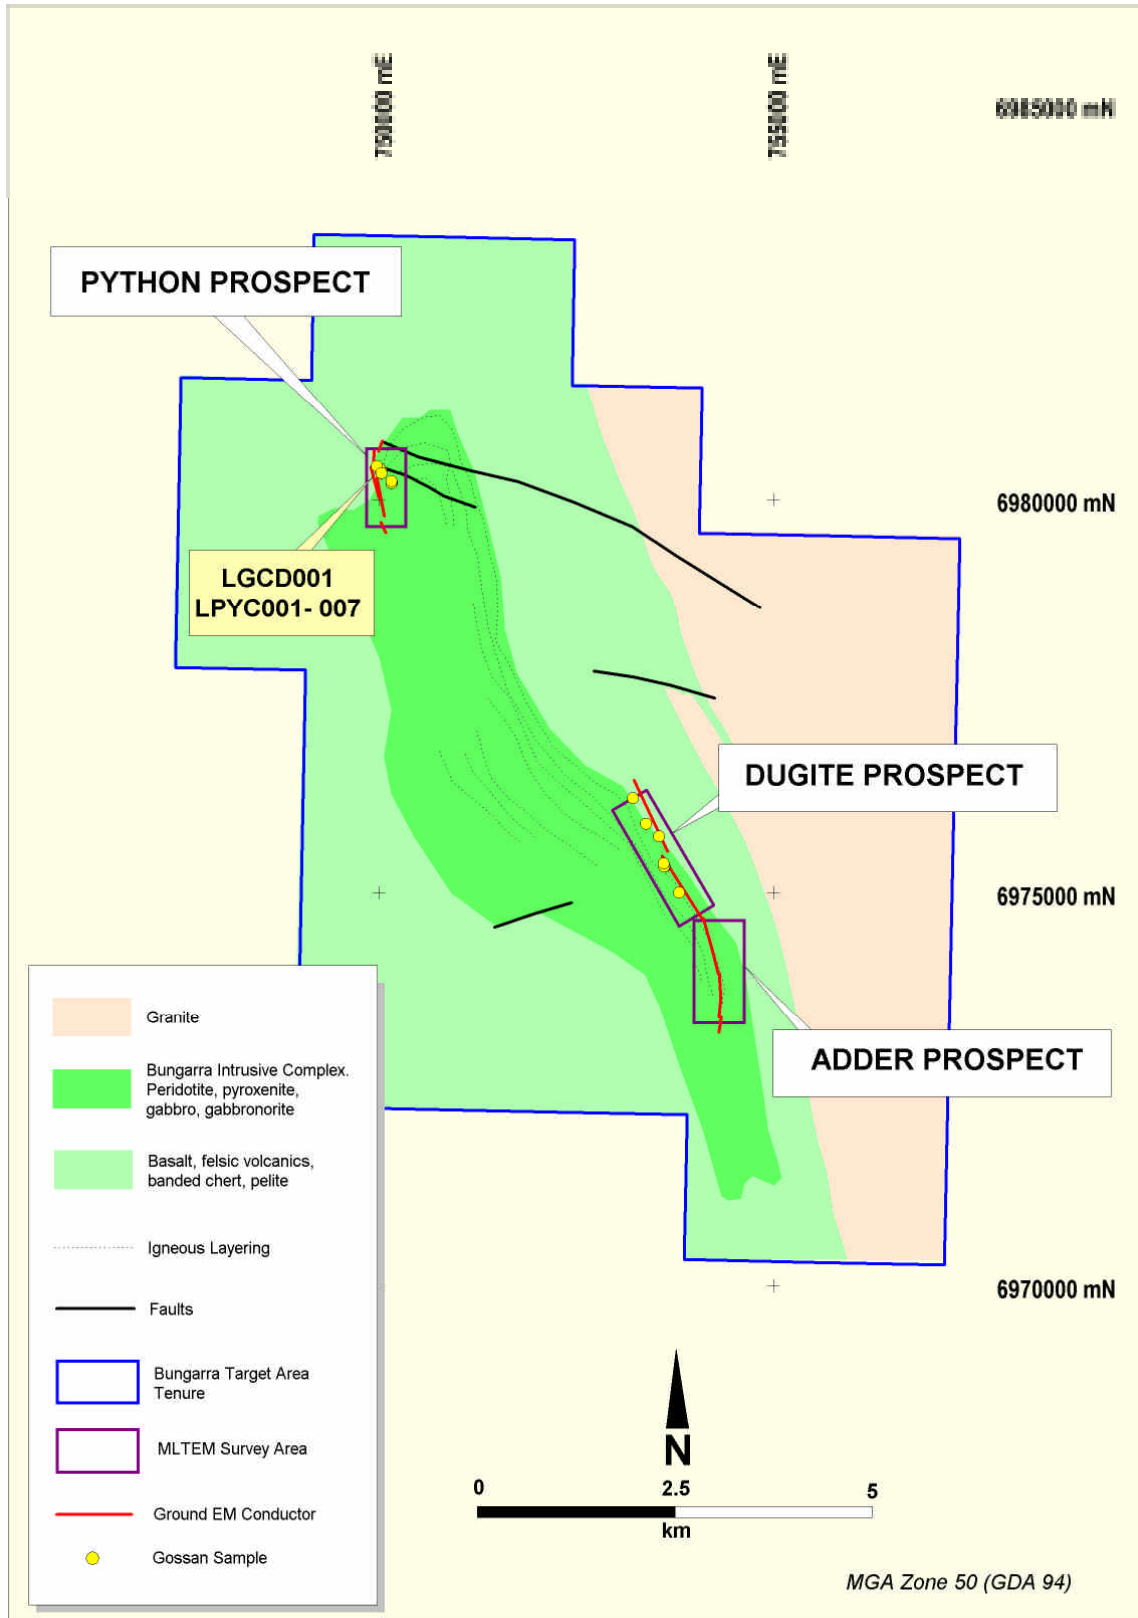 750000 mE
755000 mE
6985000 mN
PYTHON PROSPECT
6980000 mN
LGCD001
LPYC001- 007
DUGITE PROSPECT
6975000 mN
ADDER PROSPECT
Granite
Bungarra Intrusive Complex.
Peridotite, pyroxenite,
gabbro, gabbronorite
Basalt, felsic volcanics,
banded chert, pelite
Igneous Layering
Faults
Bungarra Target Area
Tenure
MLTEM Survey Area
Ground EM Conductor
Gossan Sample
6970000 mN
N
0 2.5 5
km
MGA Zone 50 (GDA 94)